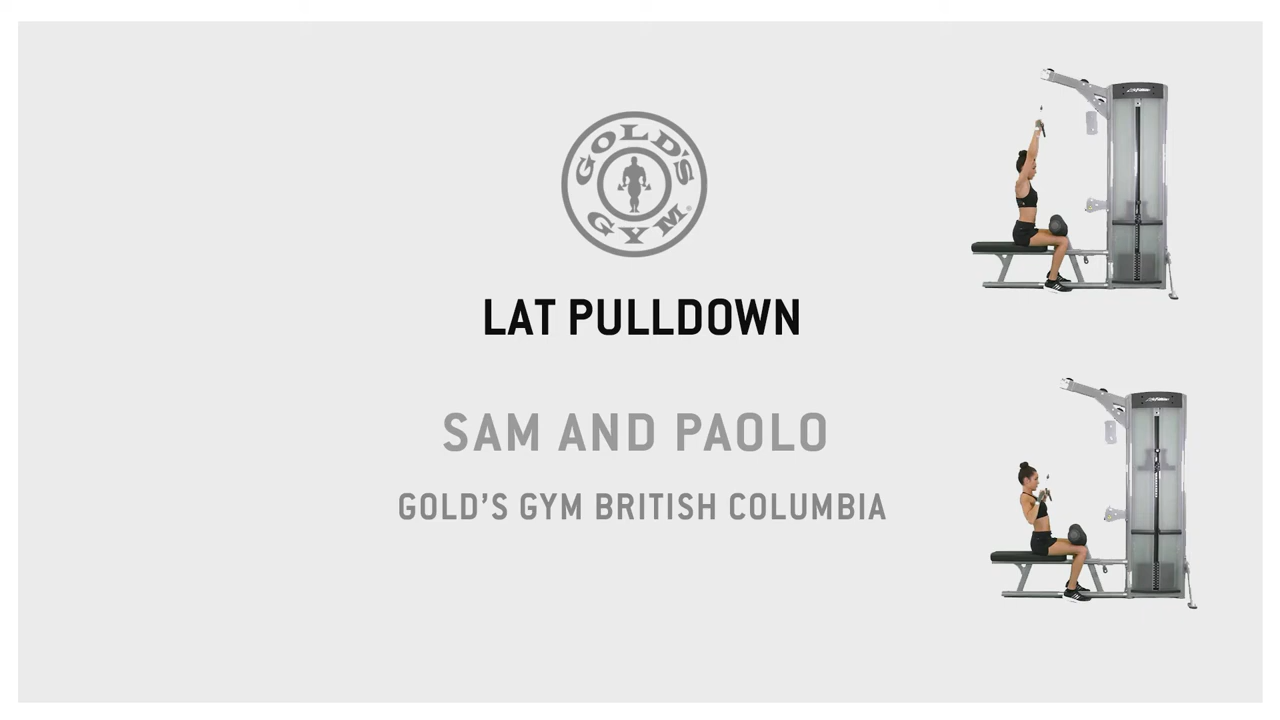 GOLD'S GYM
LAT PULLDOWN
SAM AND PAOLO
GOLD'S GYM BRITISH COLUMBIA